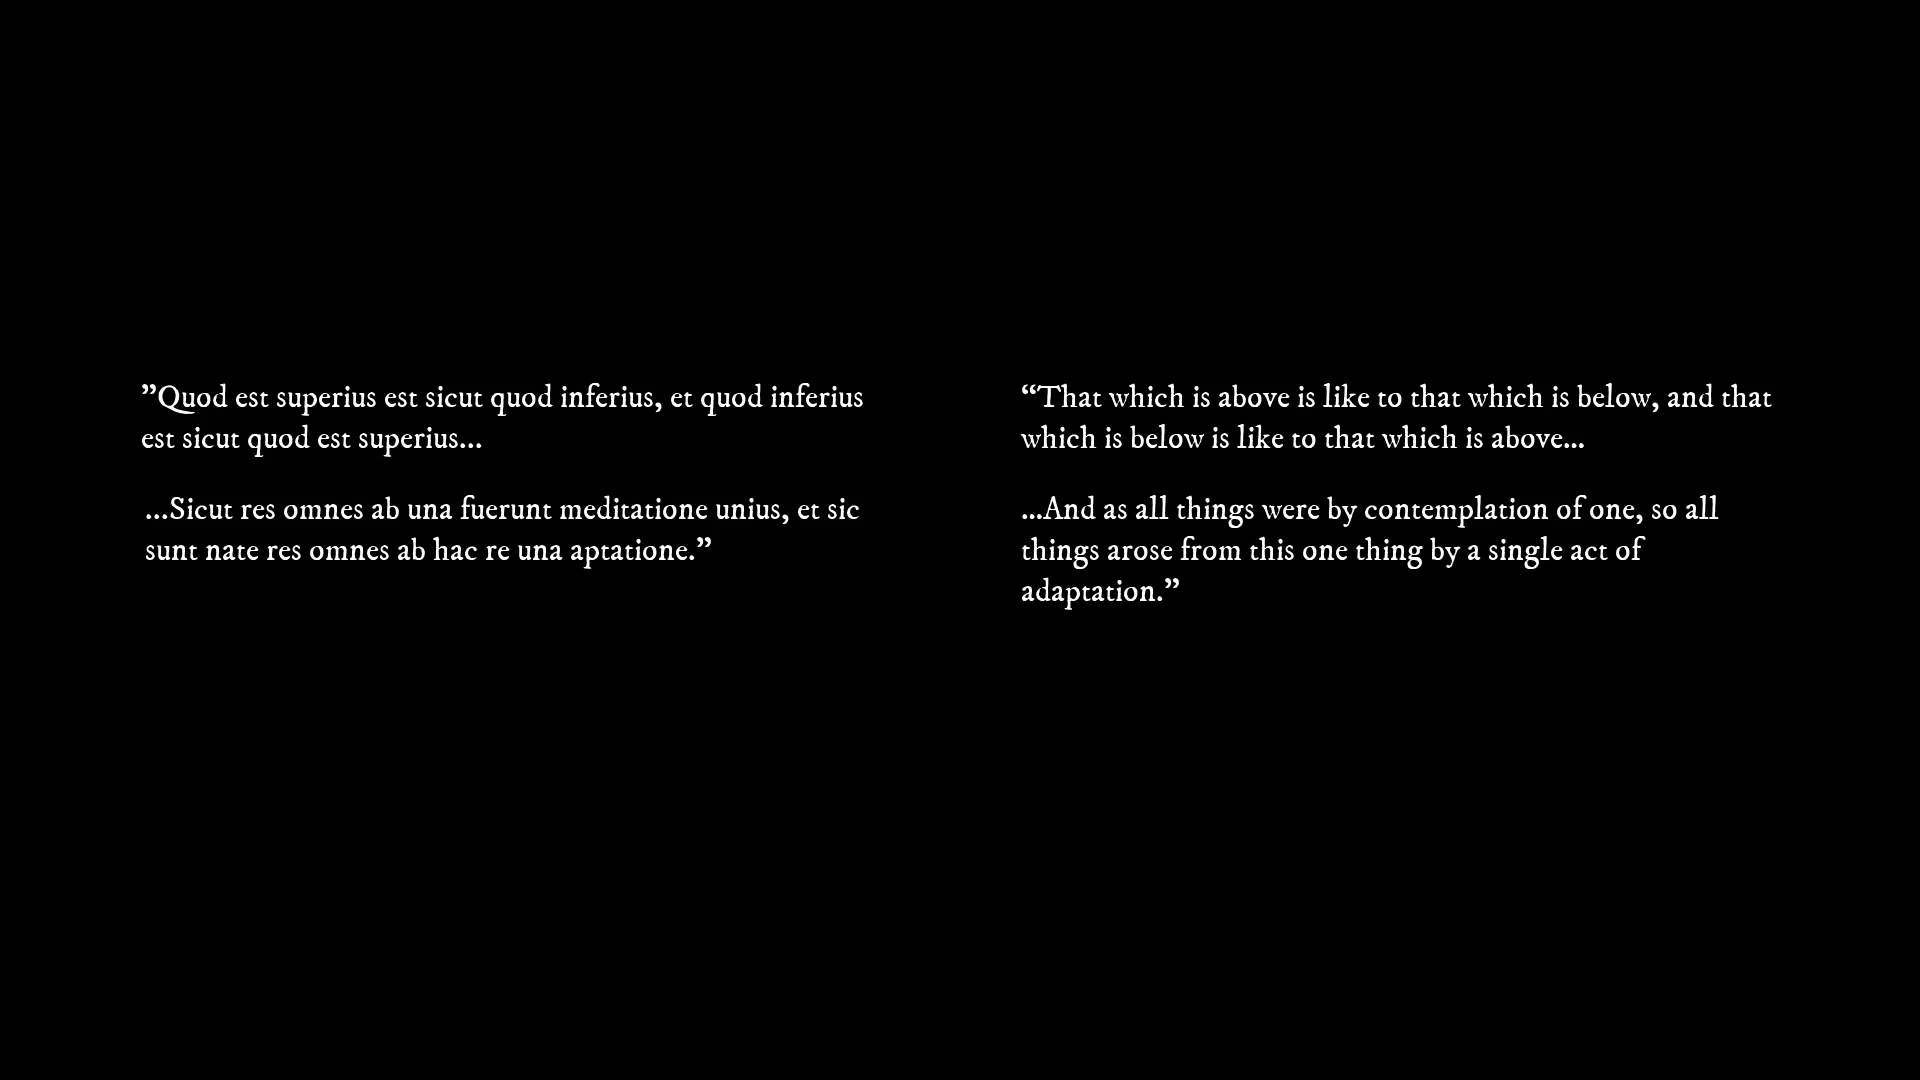 ”Quod est superius est sicut quod inferius, et quod inferius
est sicut quod est superius...
...Sicut res omnes ab una fuerunt meditatione unius, et sic
sunt nate res omnes ab hac re una aptatione.”
“That which is above is like to that which is below, and that
which is below is like to that which is above...
...And as all things were by contemplation of one, so all
things arose from this one thing by a single act of
adaptation.”